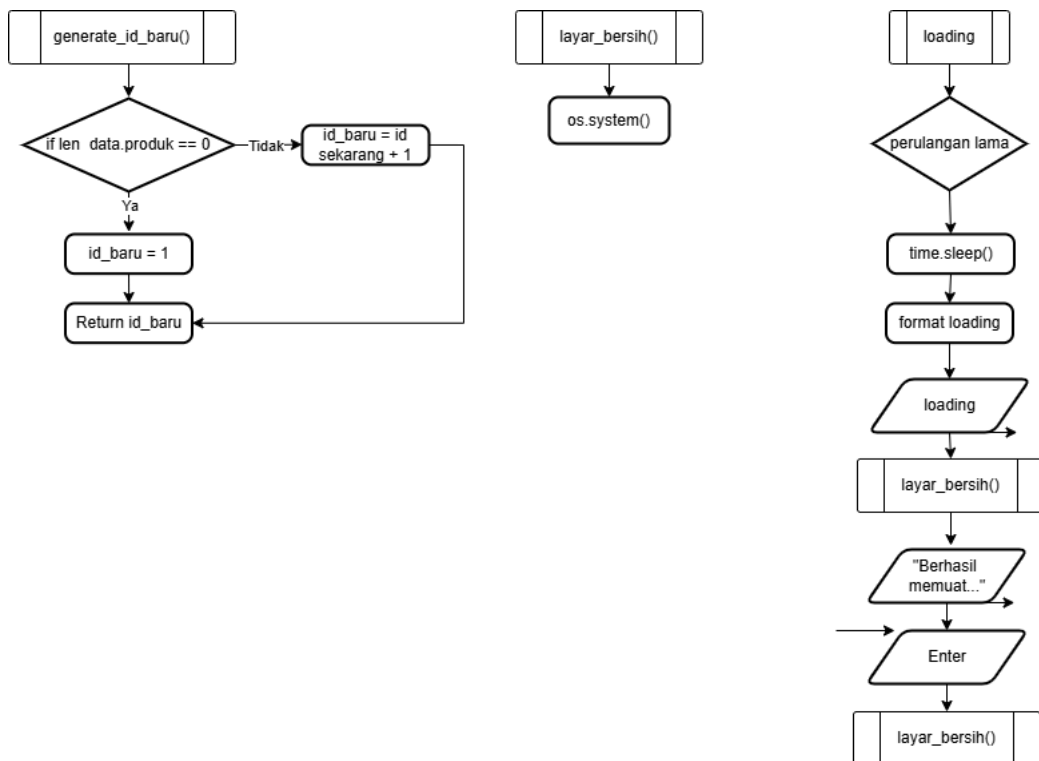 generate_id_baru()
if len data.produk == 0
Tidak
id_baru = id
sekarang + 1
Ya
id_baru = 1
Return id_baru
layar_bersih()
os.system()
loading
perulangan lama
time.sleep()
format loading
loading
layar_bersih()
"Berhasil
memuat..."
Enter
layar_bersih()